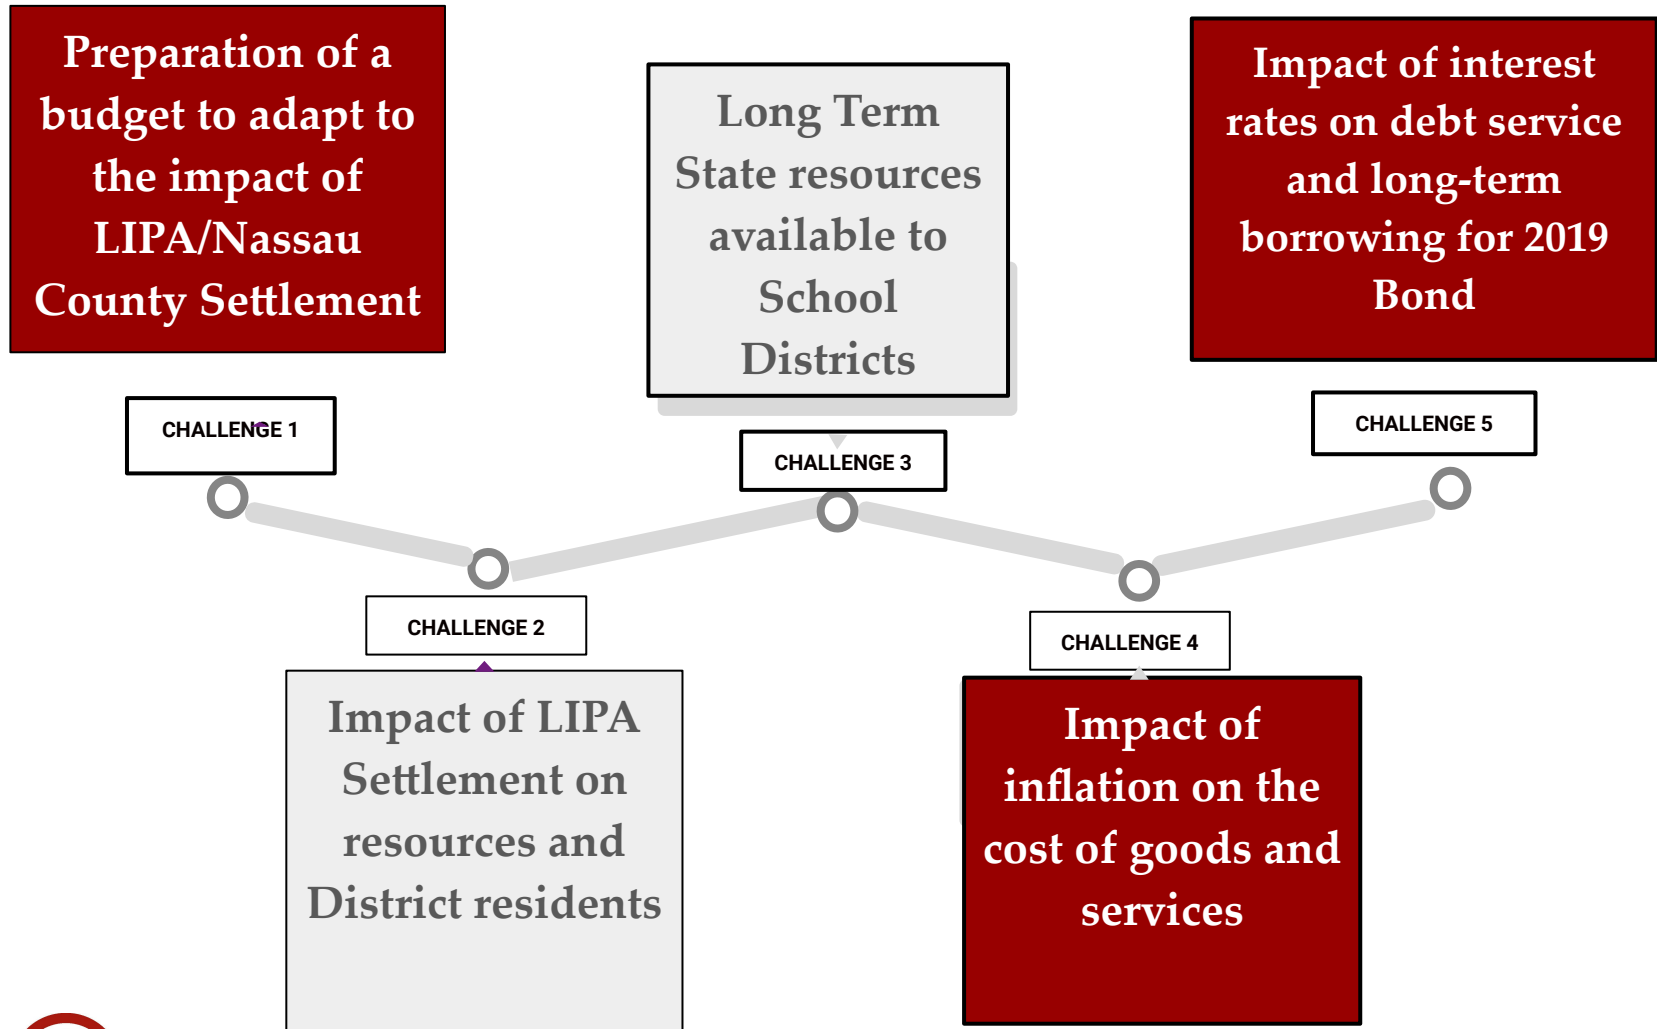 Preparation of a
budget to adapt to
the impact of
LIPA/Nassau
County Settlement
CHALLENGE 1
CHALLENGE 2
Impact of LIPA
Settlement on
resources and
District residents
Long Term
State resources
available to
School
Districts
CHALLENGE 3
CHALLENGE 4
Impact of
inflation on the
cost of goods and
services
Impact of interest
rates on debt service
and long-term
borrowing for 2019
Bond
CHALLENGE 5